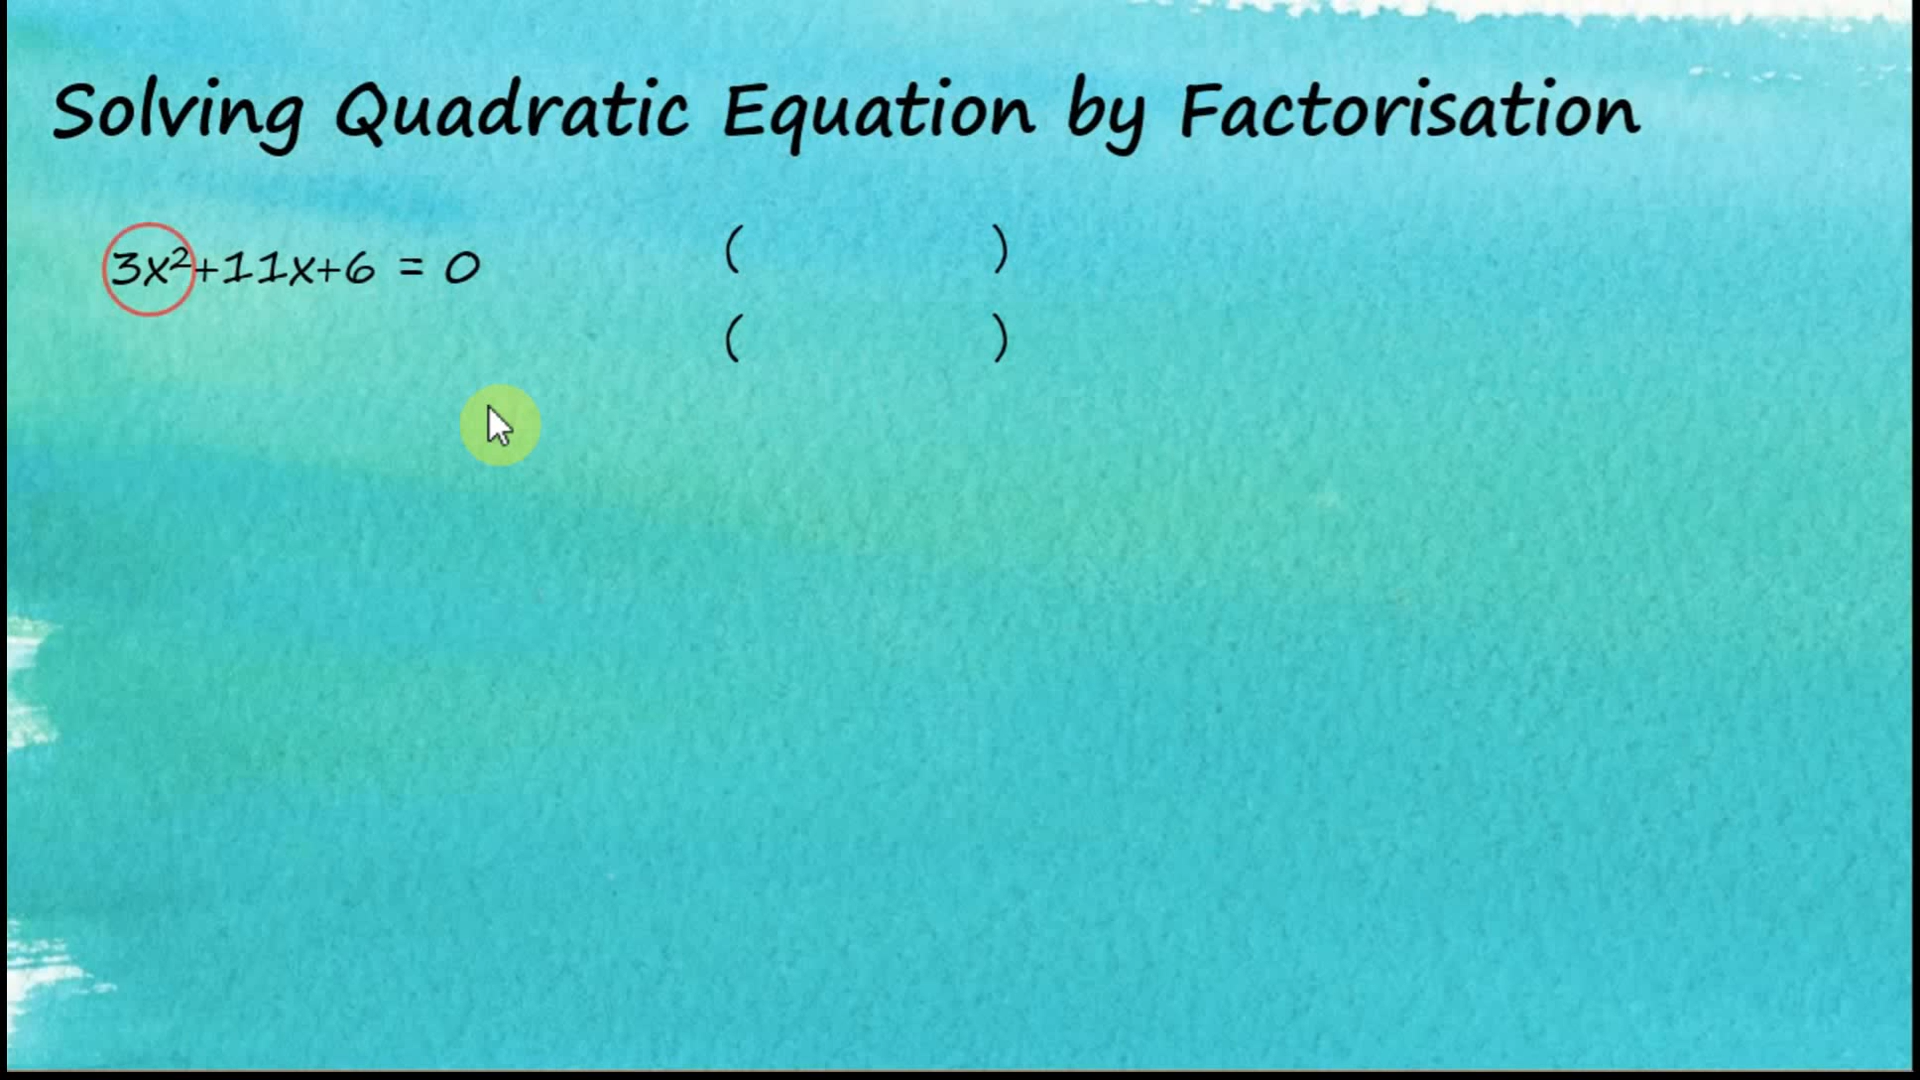 Solving Quadratic Equation by Factorisation
3x²+11x+6 = 0
( )
( )